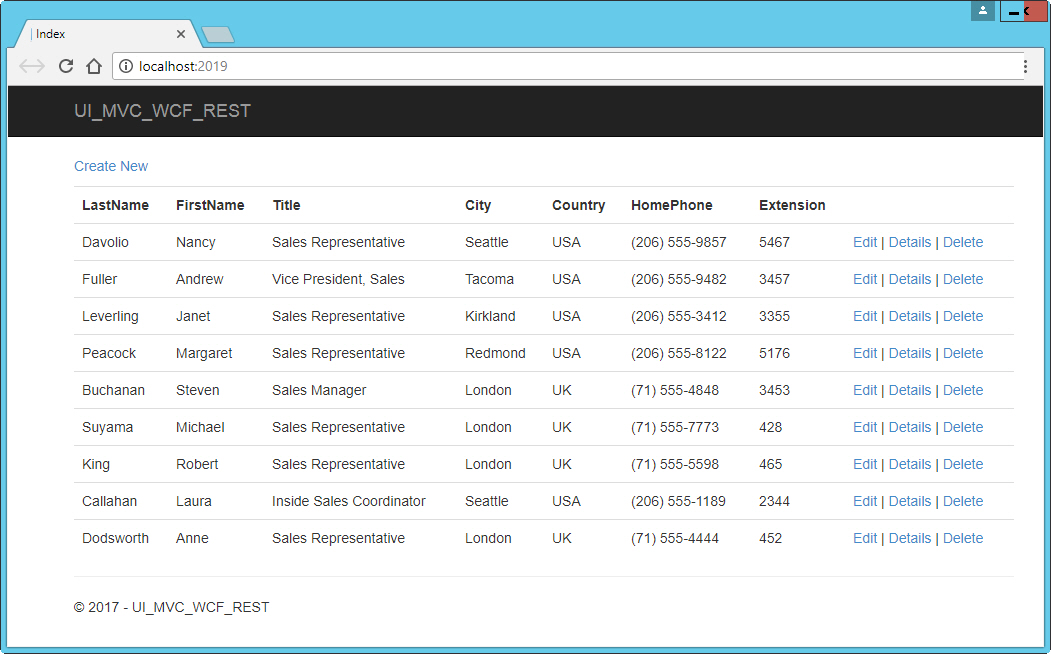 Index
localhost:2019
UI_MVC_WCF_REST
Create New
LastName FirstName Title City Country HomePhone Extension
Davolio Nancy Sales Representative Seattle USA (206) 555-9857 5467 Edit | Details | Delete
Fuller Andrew Vice President, Sales Tacoma USA (206) 555-9482 3457 Edit | Details | Delete
Leverling Janet Sales Representative Kirkland USA (206) 555-3412 3355 Edit | Details | Delete
Peacock Margaret Sales Representative Redmond USA (206) 555-8122 5176 Edit | Details | Delete
Buchanan Steven Sales Manager London UK (71) 555-4848 3453 Edit | Details | Delete
Suyama Michael Sales Representative London UK (71) 555-7773 428 Edit | Details | Delete
King Robert Sales Representative London UK (71) 555-5598 465 Edit | Details | Delete
Callahan Laura Inside Sales Coordinator Seattle USA (206) 555-1189 2344 Edit | Details | Delete
Dodsworth Anne Sales Representative London UK (71) 555-4444 452 Edit | Details | Delete
© 2017 - UI_MVC_WCF_REST